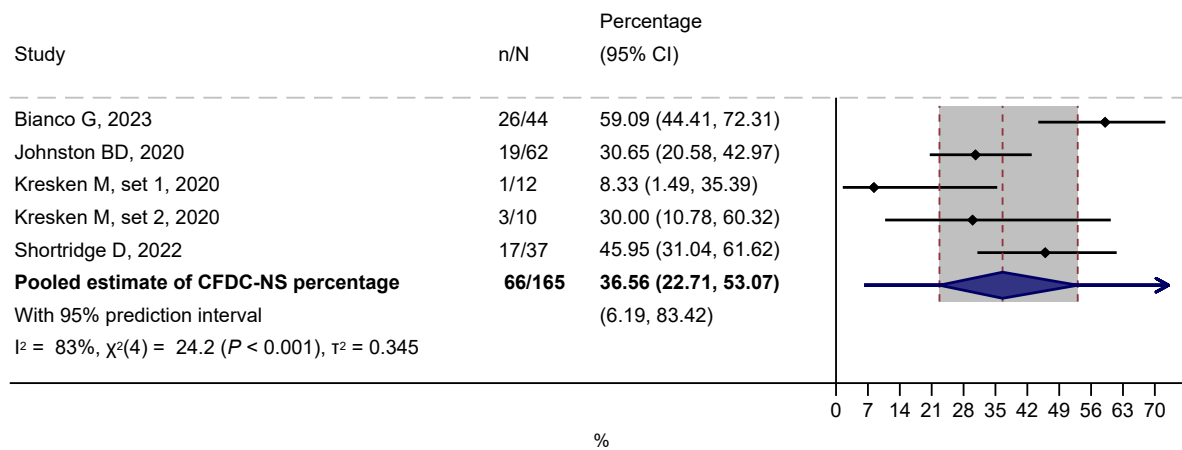 Percentage
Study n/N (95% CI)
Bianco G, 2023 26/44 59.09 (44.41, 72.31)
Johnston BD, 2020 19/62 30.65 (20.58, 42.97)
Kresken M, set 1, 2020 1/12 8.33 (1.49, 35.39)
Kresken M, set 2, 2020 3/10 30.00 (10.78, 60.32)
Shortridge D, 2022 17/37 45.95 (31.04, 61.62)
Pooled estimate of CFDC-NS percentage 66/165 36.56 (22.71, 53.07)
With 95% prediction interval (6.19, 83.42)
I² = 83%, χ²(4) = 24.2 (P < 0.001), τ² = 0.345
0 7 14 21 28 35 42 49 56 63 70
%